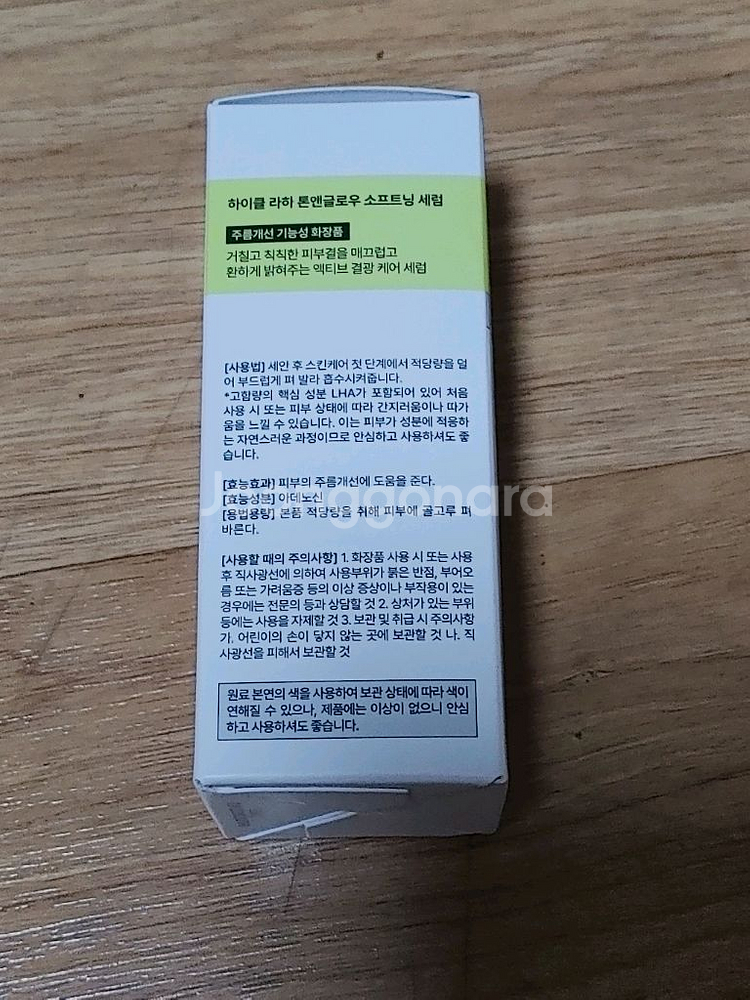 하이클 라하 톤앤글로우 소프트닝 세럼
주름개선 기능성 화장품
거칠고 칙칙한 피부결을 매끄럽고
환하게 밝혀주는 액티브 결광 케어 세럼
[사용법] 세안 후 스킨케어 첫 단계에서 적당량을 덜
어 부드럽게 펴 발라 흡수시켜줍니다.
*고함량의 핵심 성분 LHA가 포함되어 있어 처음
사용 시 또는 피부 상태에 따라 간지러움이나 따가
움을 느낄 수 있습니다. 이는 피부가 성분에 적응하
는 자연스러운 과정이므로 안심하고 사용하셔도 좋
습니다.
[효능효과] 피부의 주름개선에 도움을 준다.
[효능성분] 아데노신
[용법용량] 본품 적당량을 취해 피부에 골고루 펴
바른다.
Joonggonara
[사용할 때의 주의사항] 1. 화장품 사용 시 또는 사용
후 직사광선에 의하여 사용부위가 붉은 반점, 부어오
름 또는 가려움증 등의 이상 증상이나 부작용이 있는
경우에는 전문의 등과 상담할 것 2. 상처가 있는 부위
등에는 사용을 자제할 것 3. 보관 및 취급 시 주의사항
가. 어린이의 손이 닿지 않는 곳에 보관할 것 나. 직
사광선을 피해서 보관할 것
원료 본연의 색을 사용하여 보관 상태에 따라 색이
연해질 수 있으나, 제품에는 이상이 없으니 안심
하고 사용하셔도 좋습니다.